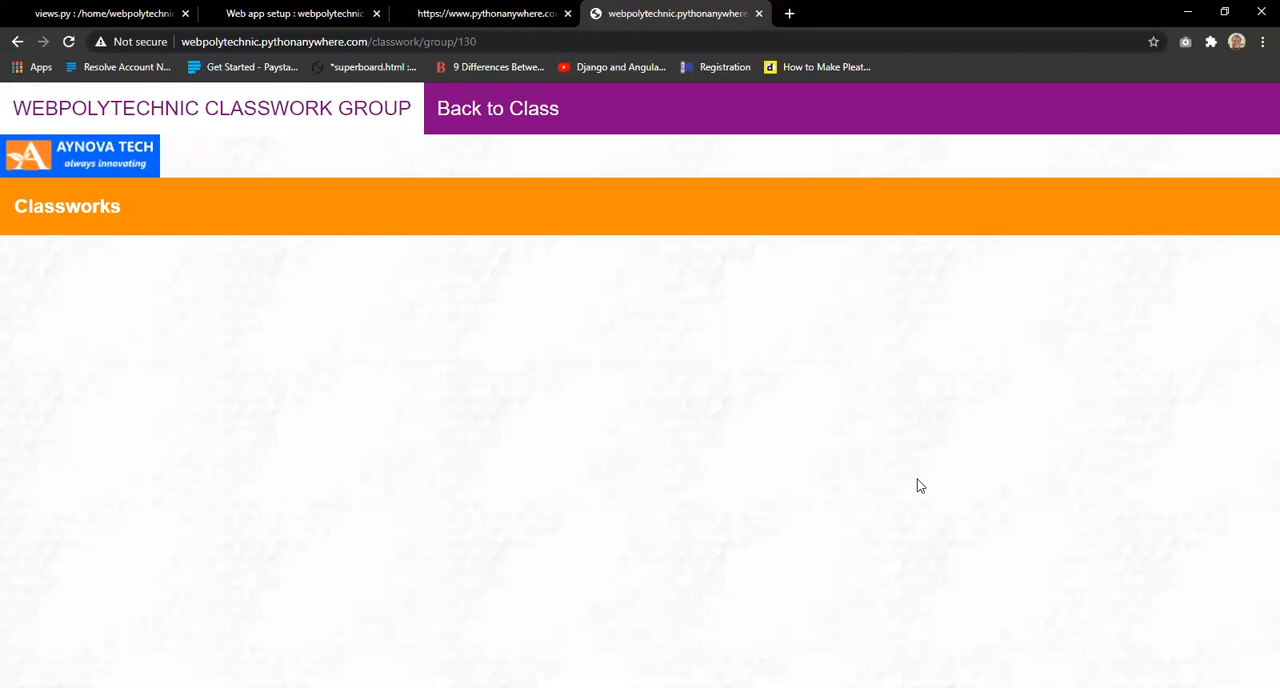 views.py : /home/webpolytechnic
Web app setup : webpolytechnic
https://www.pythonanywhere.co
webpolytechnic.pythonanywhere
Not secure
webpolytechnic.pythonanywhere.com/classwork/group/130
Apps
Resolve Account N...
Get Started - Paysta...
*superboard.html :...
B
9 Differences Betwe...
Django and Angula...
Registration
d
How to Make Pleat...
WEBPOLYTECHNIC CLASSWORK GROUP
Back to Class
A
AYNOVA TECH
always innovating
Classworks